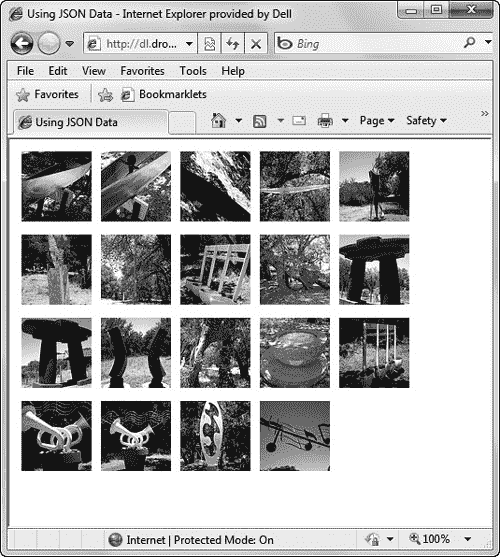 Using JSON Data - Internet Explorer provided by Dell
http://dl.dro... Bing
File Edit View Favorites Tools Help
Favorites Bookmarklets
Using JSON Data Page Safety »
Internet | Protected Mode: On 100%